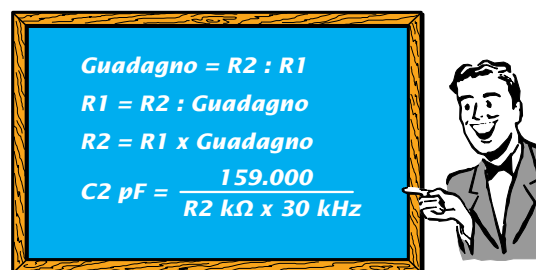 Guadagno = R2 : R1
R1 = R2 : Guadagno
R2 = R1 x Guadagno
C2 pF = 159.000
R2 kΩ x 30 kHz